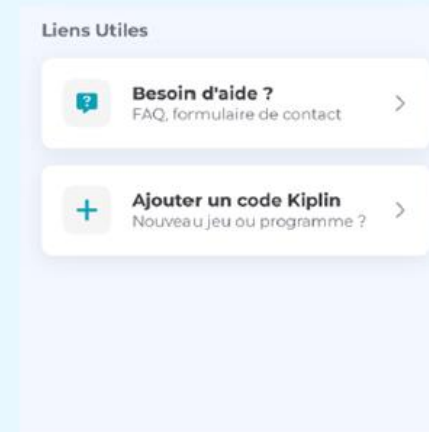 Liens Utiles
Besoin d'aide ?
FAQ, formulaire de contact
Ajouter un code Kiplin
Nouveau jeu ou programme ?